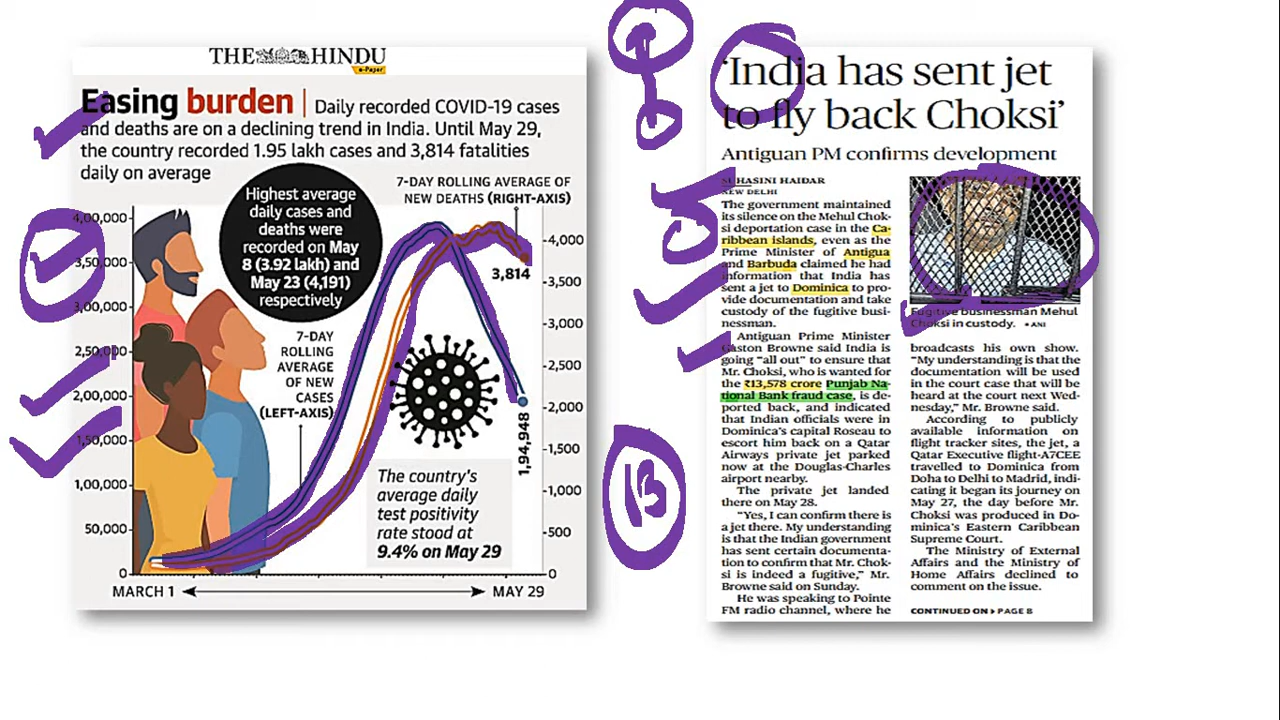 THE HINDU
e-Paper
Easing burden | Daily recorded COVID-19 cases
and deaths are on a declining trend in India. Until May 29,
the country recorded 1.95 lakh cases and 3,814 fatalities
daily on average
Highest average
daily cases and
deaths were
recorded on May
8 (3.92 lakh) and
May 23 (4,191)
respectively
7-DAY ROLLING AVERAGE OF
NEW DEATHS (RIGHT-AXIS)
4,00,000
2,00,000
1,00,000
50,000
0
4,000
3,500
3,000
2,500
2,000
1,500
1,000
500
0
3,814
1,94,948
7-DAY
ROLLING
AVERAGE
OF NEW
CASES
(LEFT-AXIS)
The country's
average daily
test positivity
rate stood at
9.4% on May 29
MARCH 1
MAY 29
13
'India has sent jet
to fly back Choksi'
Antiguan PM confirms development
SUHASINI HAIDAR
NEW DELHI
The government maintained
its silence on the Mehul Chok-
si deportation case in the Ca-
ribbean islands, even as the
Prime Minister of Antigua
and Barbuda claimed he had
information that India has
sent a jet to Dominica to pro-
vide documentation and take
custody of the fugitive busi-
nessman.
Antiguan Prime Minister
Gaston Browne said India is
going "all out" to ensure that
Mr. Choksi, who is wanted for
the ₹13,578 crore Punjab Na-
tional Bank fraud case, is de-
ported back, and indicated
that Indian officials were in
Dominica's capital Roseau to
escort him back on a Qatar
Airways private jet parked
now at the Douglas-Charles
airport nearby.
The private jet landed
there on May 28.
"Yes, I can confirm there is
a jet there. My understanding
is that the Indian government
has sent certain documenta-
tion to confirm that Mr. Chok-
si is indeed a fugitive," Mr.
Browne said on Sunday.
He was speaking to Pointe
FM radio channel, where he
Fugitive businessman Mehul
Choksi in custody. • ANI
broadcasts his own show.
"My understanding is that the
documentation will be used
in the court case that will be
heard at the court next Wed-
nesday," Mr. Browne said.
According to publicly
available information on
flight tracker sites, the jet, a
Qatar Executive flight-A7CEE
travelled to Dominica from
Doha to Delhi to Madrid, indi-
cating it began its journey on
May 27, the day before Mr.
Choksi was produced in Do-
minica's Eastern Caribbean
Supreme Court.
The Ministry of External
Affairs and the Ministry of
Home Affairs declined to
comment on the issue.
CONTINUED ON ▸ PAGE 8